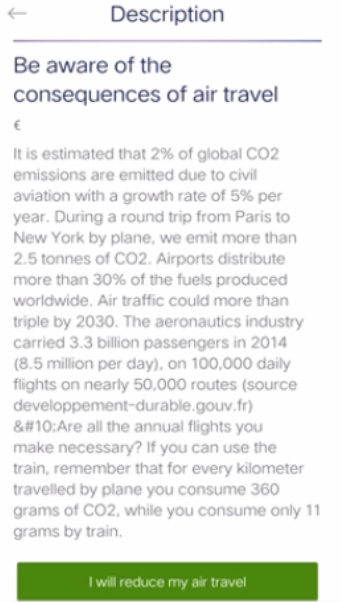 Description
Be aware of the
consequences of air travel
€
It is estimated that 2% of global CO2
emissions are emitted due to civil
aviation with a growth rate of 5% per
year. During a round trip from Paris to
New York by plane, we emit more than
2.5 tonnes of CO2. Airports distribute
more than 30% of the fuels produced
worldwide. Air traffic could more than
triple by 2030. The aeronautics industry
carried 3.3 billion passengers in 2014
(8.5 million per day), on 100,000 daily
flights on nearly 50,000 routes (source
developpement-durable.gouv.fr)
&#10;Are all the annual flights you
make necessary? If you can use the
train, remember that for every kilometer
travelled by plane you consume 360
grams of CO2, while you consume only 11
grams by train.
I will reduce my air travel